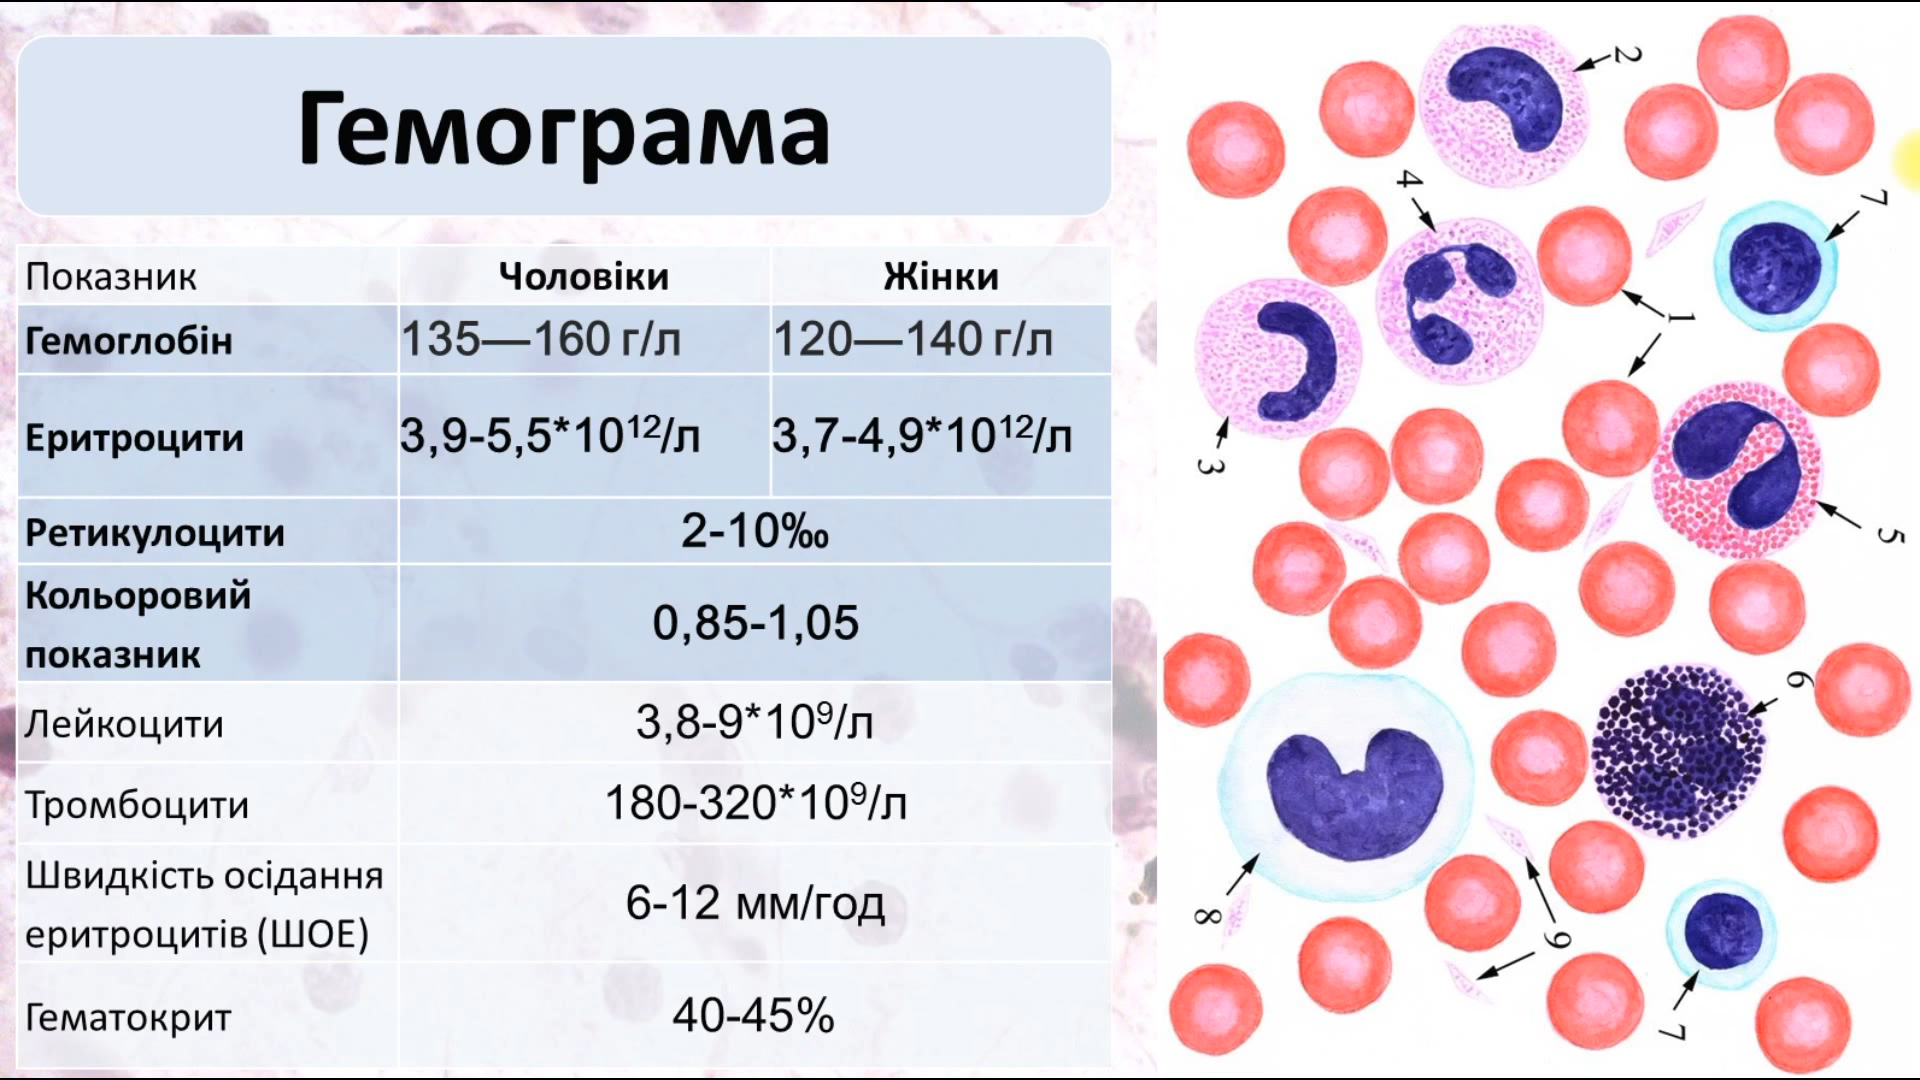 Гемограма
Показник Чоловіки Жінки
Гемоглобін 135—160 г/л 120—140 г/л
Еритроцити 3,9-5,5*10¹²/л 3,7-4,9*10¹²/л
Ретикулоцити 2-10‰
Кольоровий
показник 0,85-1,05
Лейкоцити 3,8-9*10⁹/л
Тромбоцити 180-320*10⁹/л
Швидкість осідання
еритроцитів (ШОЕ) 6-12 мм/год
Гематокрит 40-45%
2
4
7
1
3
5
6
8
9
7